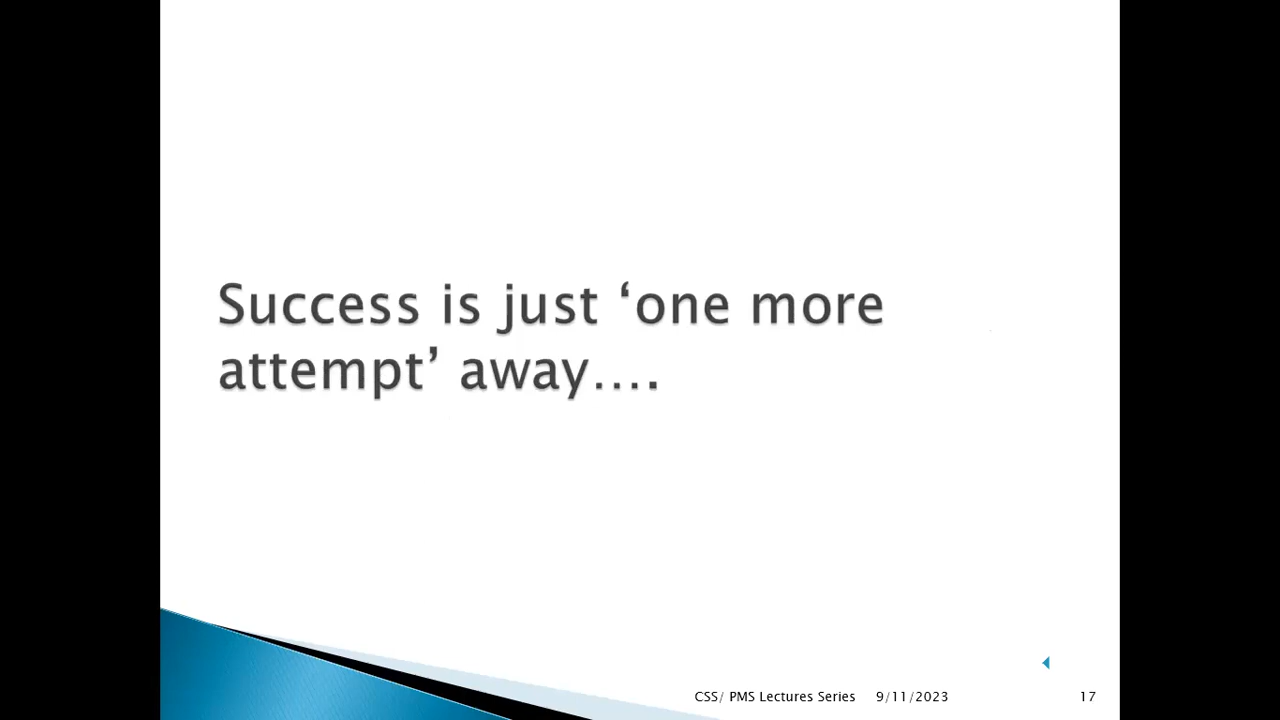 Success is just ‘one more
attempt’ away….
CSS/ PMS Lectures Series 9/11/2023 17